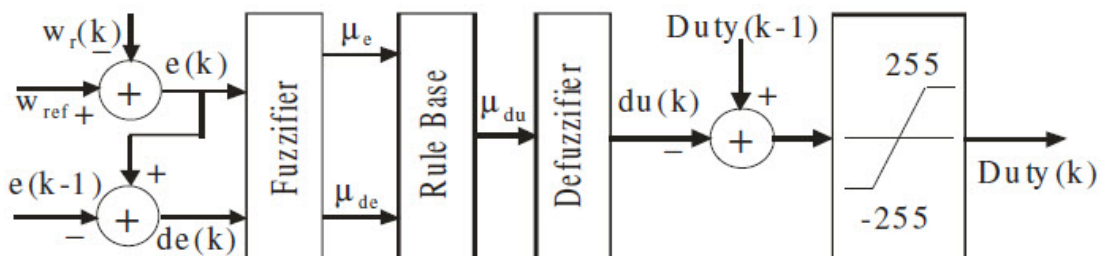 w_r(k)
−
e(k)
w_ref
+
+
e(k-1)
+
−
+
de(k)
Fuzzifier
μ_e
μ_de
Rule Base
μ_du
Defuzzifier
du(k)
Duty(k-1)
+
−
+
255
-255
Duty(k)